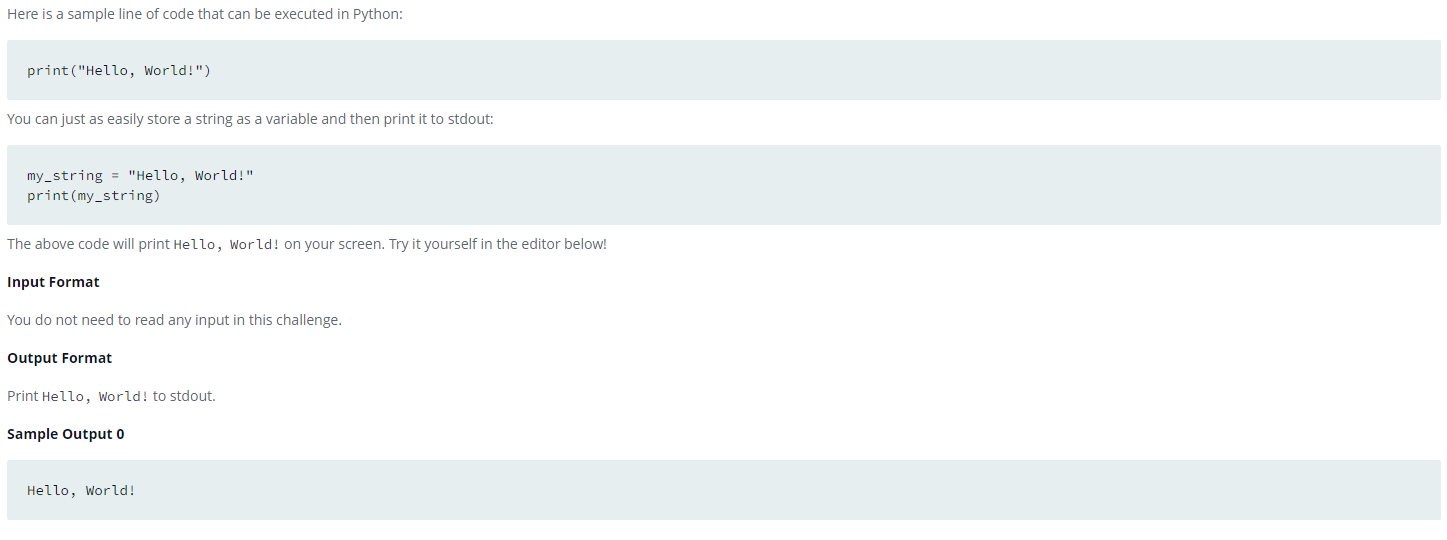 Here is a sample line of code that can be executed in Python:
print("Hello, World!")
You can just as easily store a string as a variable and then print it to stdout:
my_string = "Hello, World!"
print(my_string)
The above code will print Hello, World! on your screen. Try it yourself in the editor below!
Input Format
You do not need to read any input in this challenge.
Output Format
Print Hello, World! to stdout.
Sample Output 0
Hello, World!